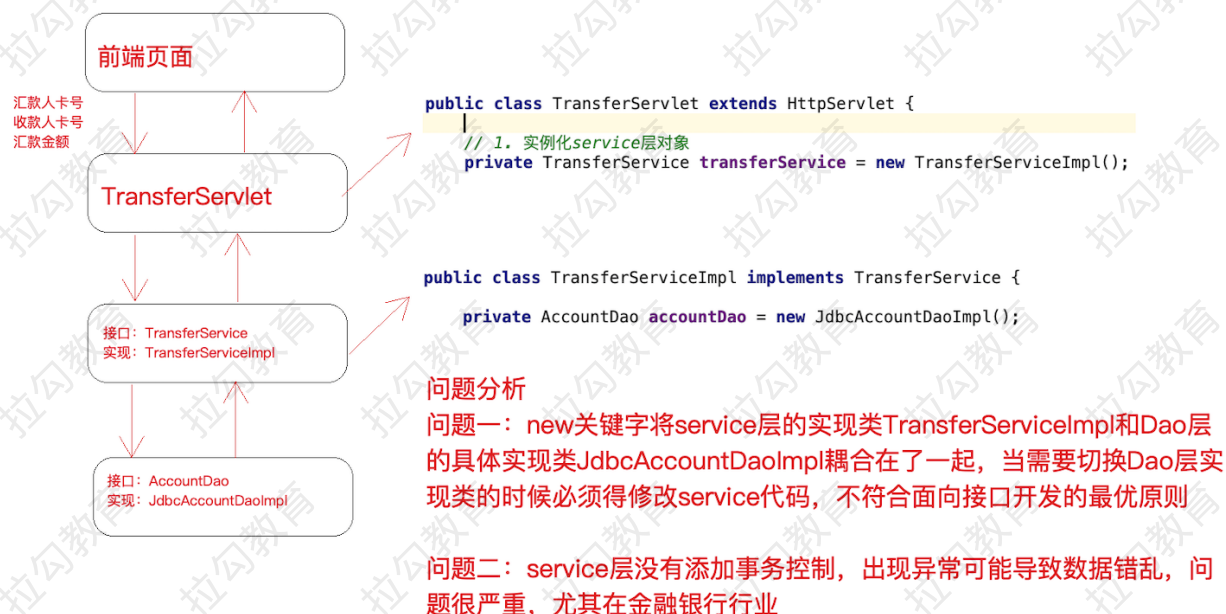 前端页面
汇款人卡号
收款人卡号
汇款金额
TransferServlet
接口：TransferService
实现：TransferServiceImpl
接口：AccountDao
实现：JdbcAccountDaoImpl
public class TransferServlet extends HttpServlet {
// 1. 实例化service层对象
private TransferService transferService = new TransferServiceImpl();
public class TransferServiceImpl implements TransferService {
private AccountDao accountDao = new JdbcAccountDaoImpl();
问题分析
问题一：new关键字将service层的实现类TransferServiceImpl和Dao层
的具体实现类JdbcAccountDaoImpl耦合在了一起，当需要切换Dao层实
现类的时候必须得修改service代码，不符合面向接口开发的最优原则
问题二：service层没有添加事务控制，出现异常可能导致数据错乱，问
题很严重，尤其在金融银行行业
拉勾教育